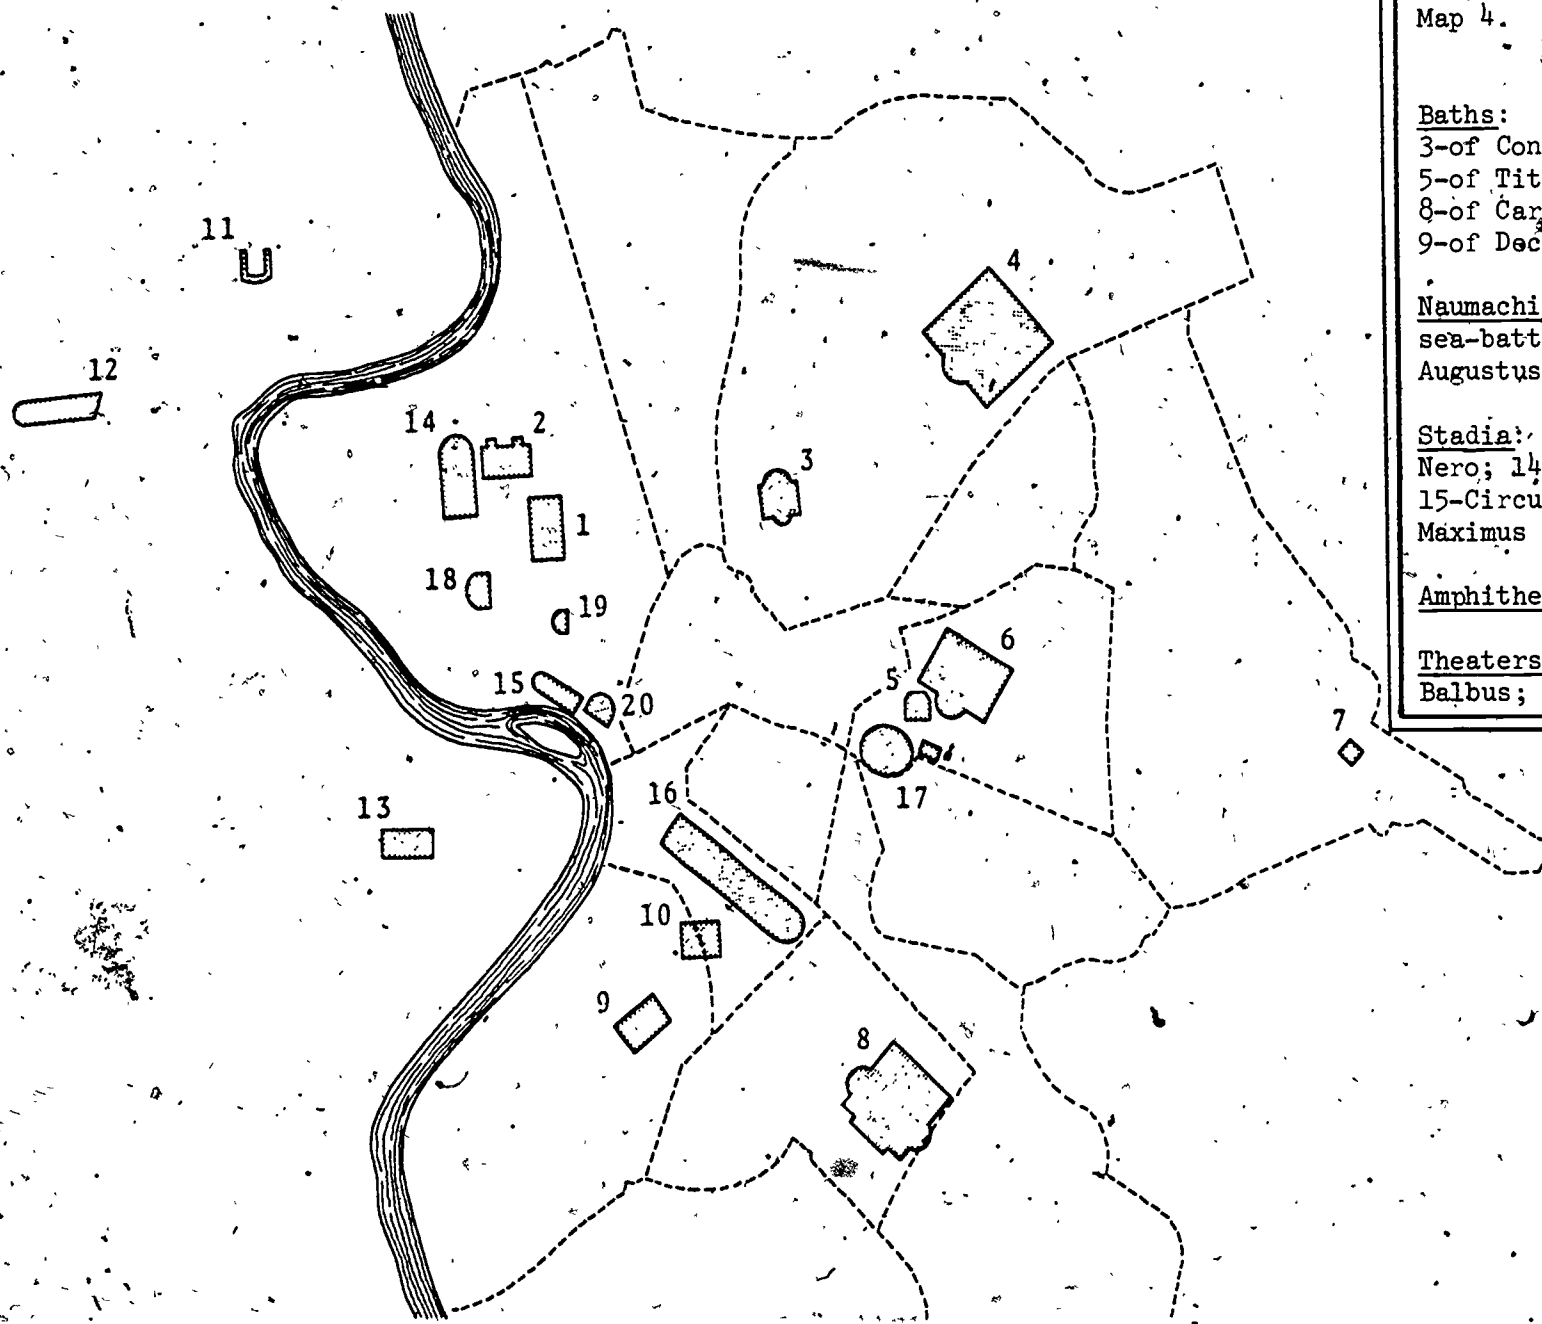 Map 4.
Baths:
3-of Con
5-of Tit
8-of Car
9-of Dec
Naumachi
sea-batt
Augustus
Stadia:
Nero; 14
15-Circu
Maximus
Amphithe
Theaters
Balbus;
11
4
12
14
2
3
1
18
19
6
5
15
20
7
17
16
13
10
9
8